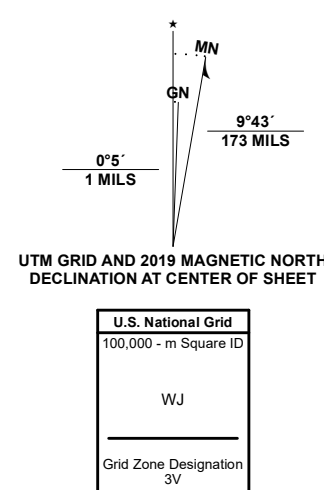 MN
GN
9°43´
173 MILS
0°5´
1 MILS
UTM GRID AND 2019 MAGNETIC NORTH
DECLINATION AT CENTER OF SHEET
U.S. National Grid
100,000 - m Square ID
WJ
Grid Zone Designation
3V